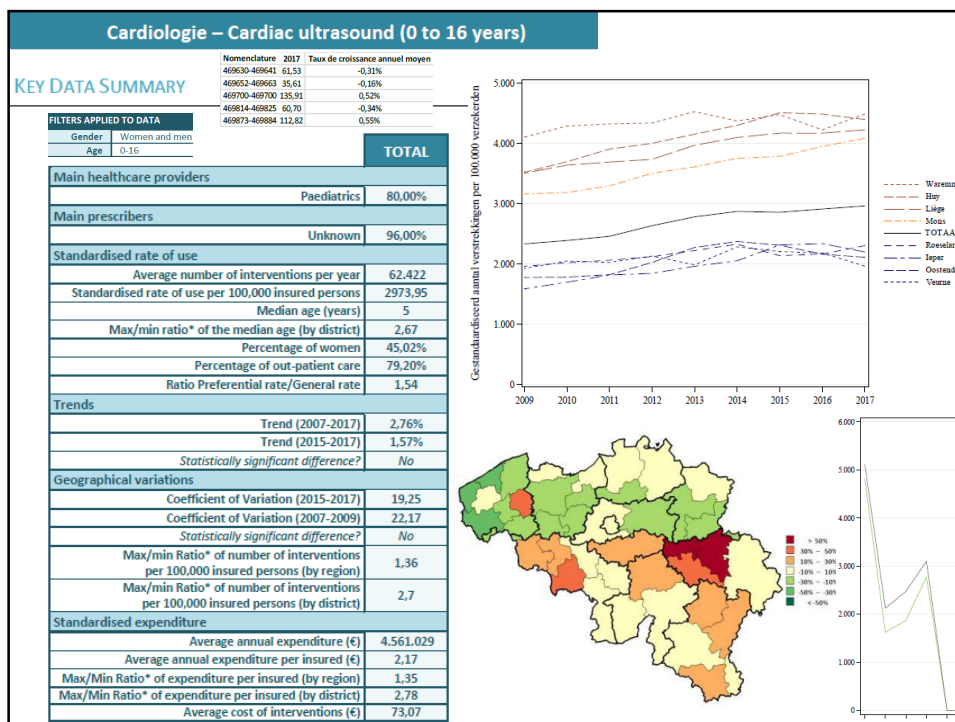 Cardiologie – Cardiac ultrasound (0 to 16 years)
KEY DATA SUMMARY
Nomenclature 2017 Taux de croissance annuel moyen
469630-469641 61,53 -0,31%
469652-469663 35,61 -0,16%
469700-469700 135,91 0,52%
469814-469825 60,70 -0,34%
469873-469884 112,82 0,55%
FILTERS APPLIED TO DATA
Gender Women and men
Age 0-16
TOTAL
Main healthcare providers
Paediatrics 80,00%
Main prescribers
Unknown 96,00%
Standardised rate of use
Average number of interventions per year 62.422
Standardised rate of use per 100,000 insured persons 2973,95
Median age (years) 5
Max/min ratio* of the median age (by district) 2,67
Percentage of women 45,02%
Percentage of out-patient care 79,20%
Ratio Preferential rate/General rate 1,54
Trends
Trend (2007-2017) 2,76%
Trend (2015-2017) 1,57%
Statistically significant difference? No
Geographical variations
Coefficient of Variation (2015-2017) 19,25
Coefficient of Variation (2007-2009) 22,17
Statistically significant difference? No
Max/min Ratio* of number of interventions
per 100,000 insured persons (by region) 1,36
Max/min Ratio* of number of interventions
per 100,000 insured persons (by district) 2,7
Standardised expenditure
Average annual expenditure (€) 4.561.029
Average annual expenditure per insured (€) 2,17
Max/Min Ratio* of expenditure per insured (by region) 1,35
Max/Min Ratio* of expenditure per insured (by district) 2,78
Average cost of interventions (€) 73,07
Gestandaardiseerd aantal verstrekkingen per 100.000 verzekerden
5.000
4.000
3.000
2.000
1.000
0
2009 2010 2011 2012 2013 2014 2015 2016 2017
Waremm
Huy
Liège
Mons
TOTAA
Roeselar
Ieper
Oostend
Veurne
> 50%
30% – 50%
10% – 30%
-10% – 10%
-30% – -10%
-50% – -30%
< -50%
6.000
5.000
4.000
3.000
2.000
1.000
0